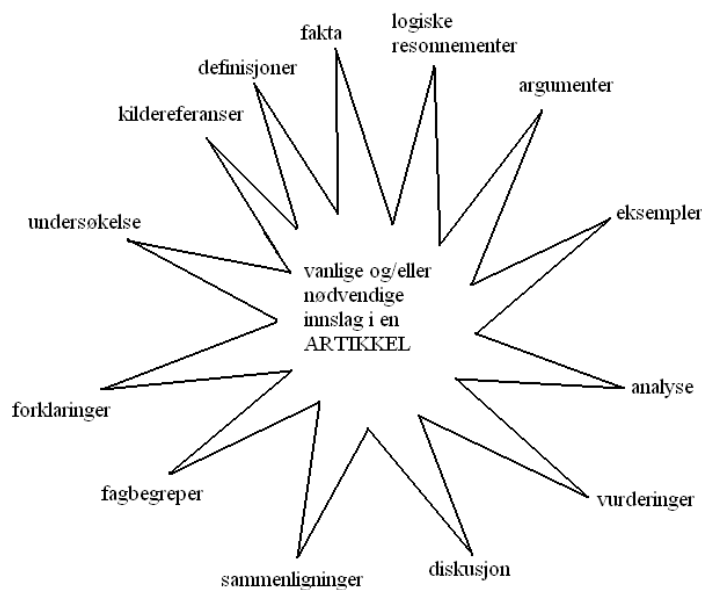 fakta
logiske
resonnementer
definisjoner
argumenter
kildereferanser
undersøkelse
eksempler
vanlige og/eller
nødvendige
innslag i en
ARTIKKEL
forklaringer
analyse
fagbegreper
vurderinger
sammenligninger
diskusjon